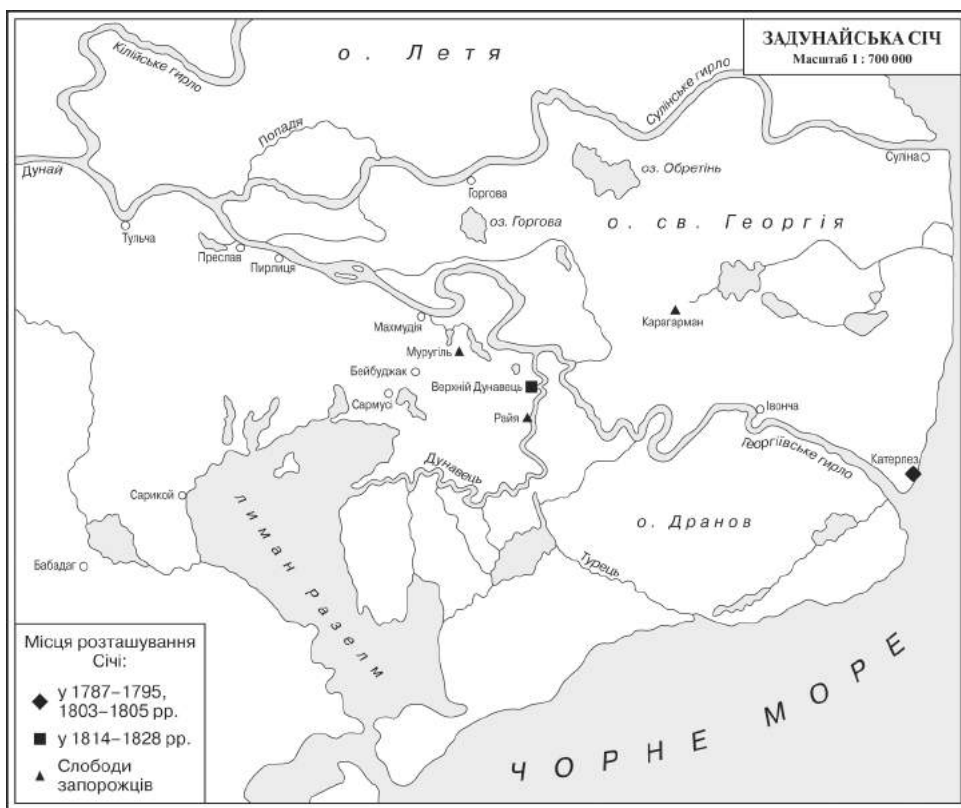 ЗАДУНАЙСЬКА СІЧ
Масштаб 1 : 700 000
о. Летя
Кілійське гирло
Сулінське гирло
Попадя
Дунай
Суліна
оз. Обретінь
Горгова
оз. Горгова
о. св. Георгія
Тульча
Преслав
Пирлиця
Махмудія
Карагарман
Муругіль
Бейбуджак
Верхній Дунавець
Сармусі
Райя
Івонча
Георгіївське гирло
Катерлез
Дунавець
Сарикой
о. Дранов
лиман Разелм
Бабадаг
Турець
ЧОРНЕ МОРЕ
Місця розташування
Січі:
у 1787–1795,
1803–1805 рр.
у 1814–1828 рр.
Слободи
запорожців